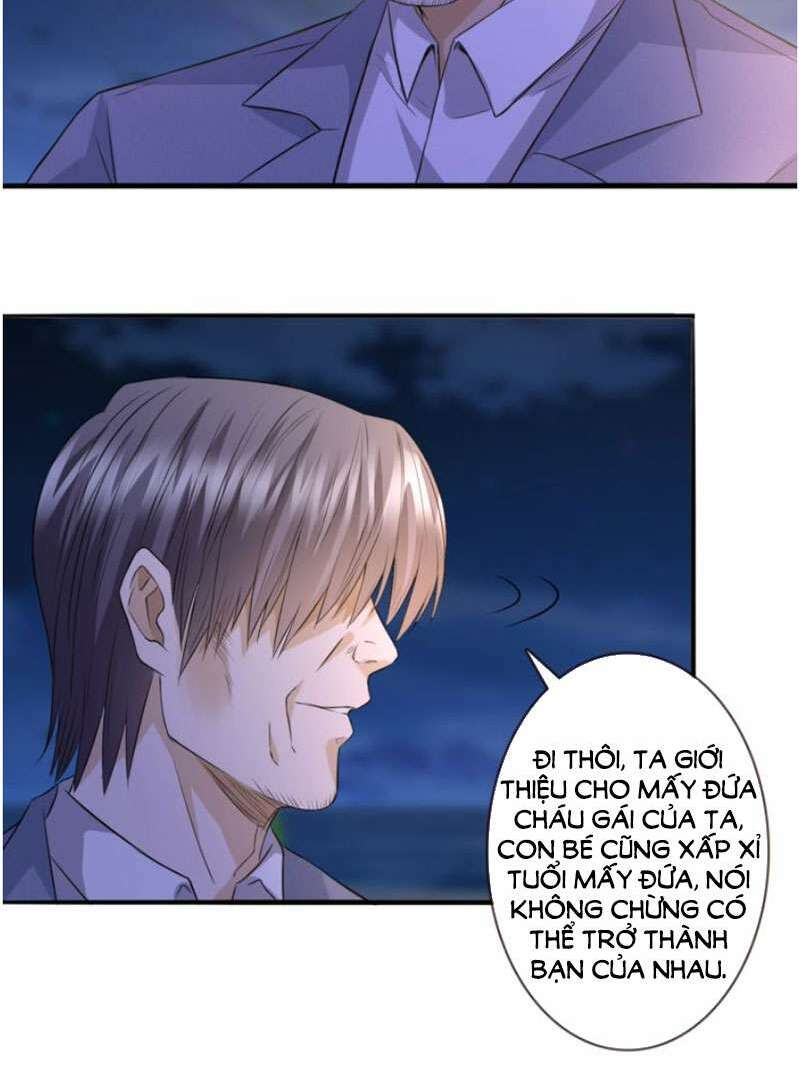 ĐI THÔI, TA GIỚI
THIỆU CHO MẤY ĐỨA
CHÁU GÁI CỦA TA,
CON BÉ CŨNG XẤP XỈ
TUỔI MẤY ĐỨA, NÓI
KHÔNG CHỪNG CÓ
THỂ TRỞ THÀNH
BẠN CỦA NHAU.